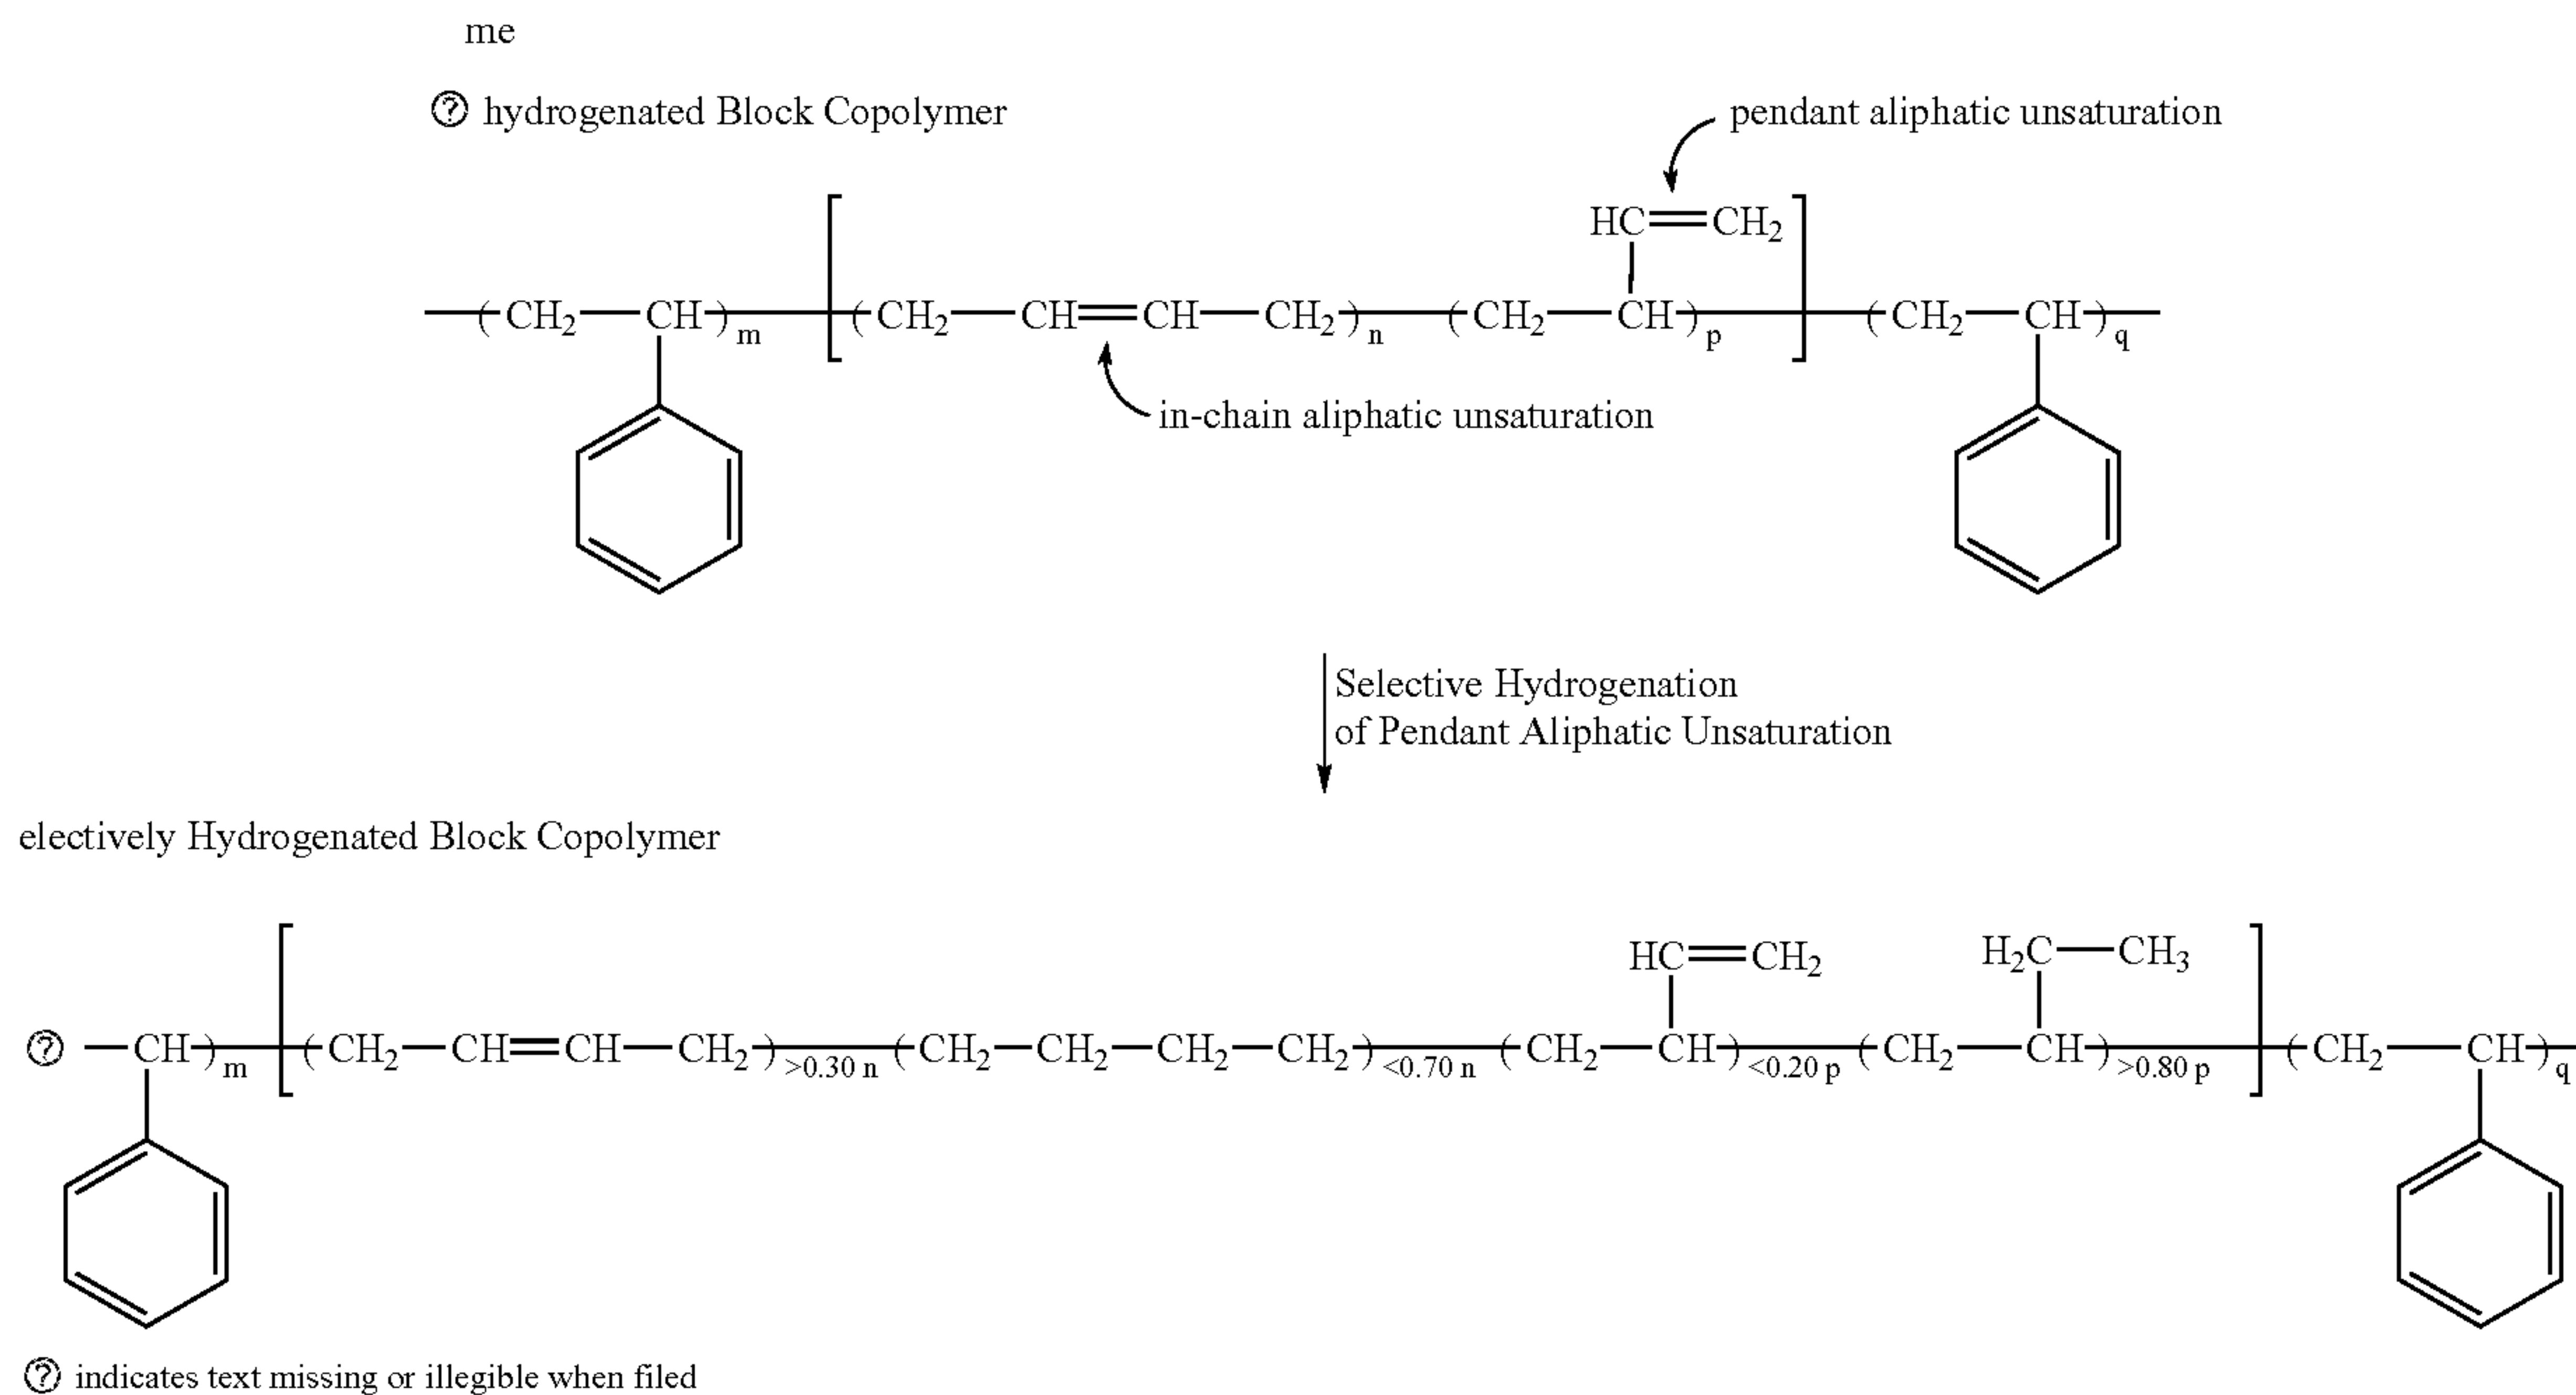 me
? hydrogenated Block Copolymer
pendant aliphatic unsaturation
HC=CH2
—(CH2—CH)m—[(CH2—CH=CH—CH2)n—(CH2—CH)p]—(CH2—CH)q—
in-chain aliphatic unsaturation
Selective Hydrogenation
of Pendant Aliphatic Unsaturation
electively Hydrogenated Block Copolymer
HC=CH2 H2C—CH3
? —CH)m—[(CH2—CH=CH—CH2)>0.30 n—(CH2—CH2—CH2—CH2)<0.70 n—(CH2—CH)<0.20 p—(CH2—CH)>0.80 p]—(CH2—CH)q
? indicates text missing or illegible when filed